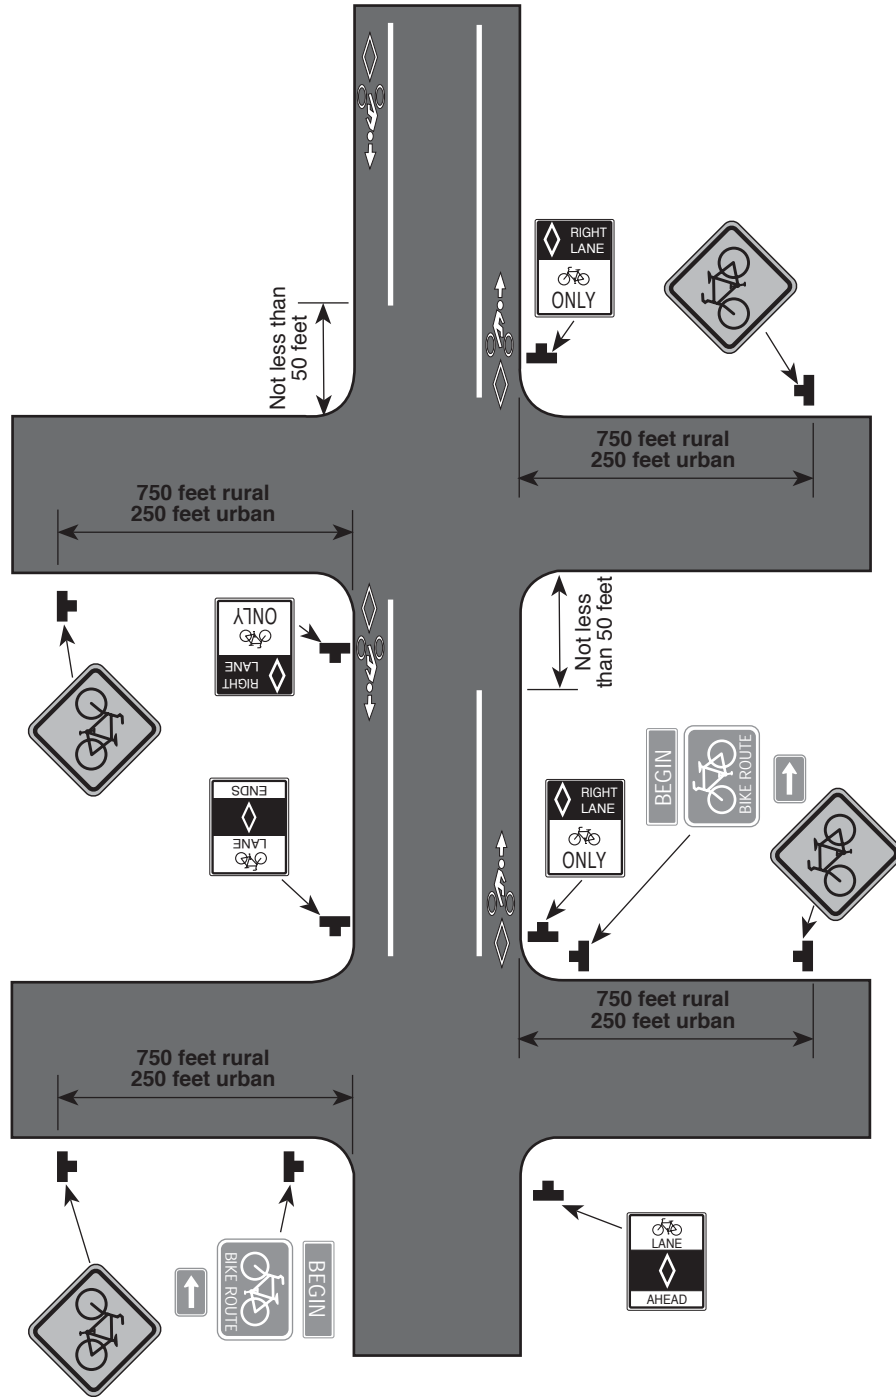 Not less than
50 feet
RIGHT
LANE
ONLY
750 feet rural
250 feet urban
750 feet rural
250 feet urban
RIGHT
LANE
ONLY
Not less
than 50 feet
LANE
ENDS
RIGHT
LANE
ONLY
BEGIN
BIKE ROUTE
750 feet rural
250 feet urban
750 feet rural
250 feet urban
BEGIN
BIKE ROUTE
LANE
AHEAD